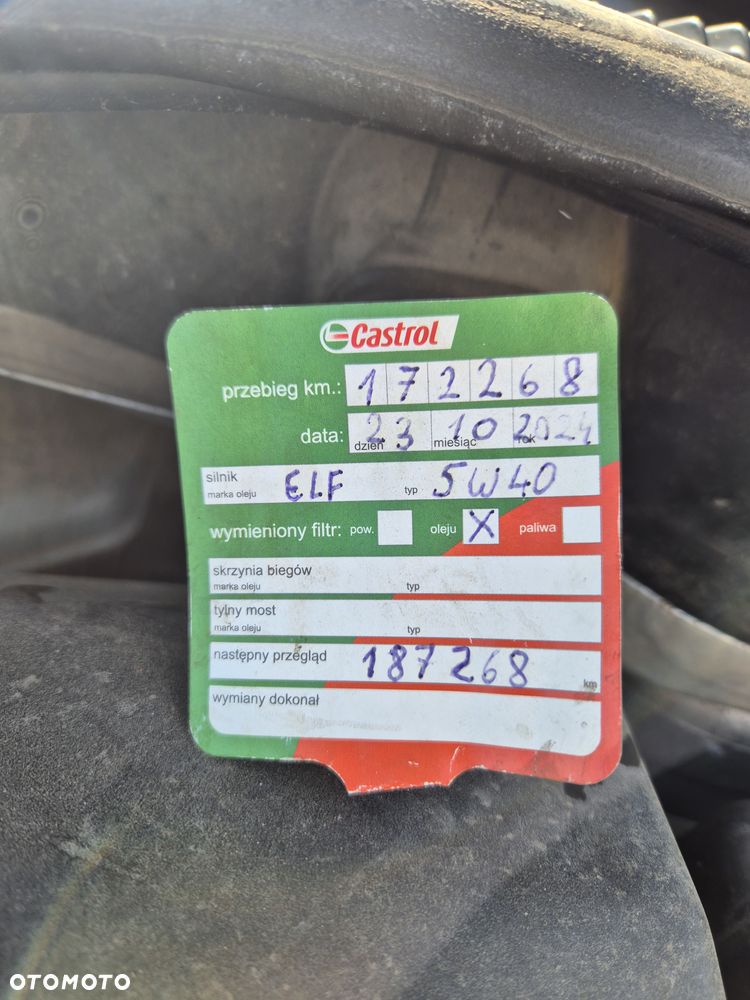 Castrol
przebieg km.: 172268
data: dzień 23 miesiąc 10 rok 2024
silnik
marka oleju ELF typ 5W40
wymieniony filtr: pow. oleju X paliwa
skrzynia biegów
marka oleju typ
tylny most
marka oleju typ
następny przegląd 187268 km
wymiany dokonał
OTOMOTO